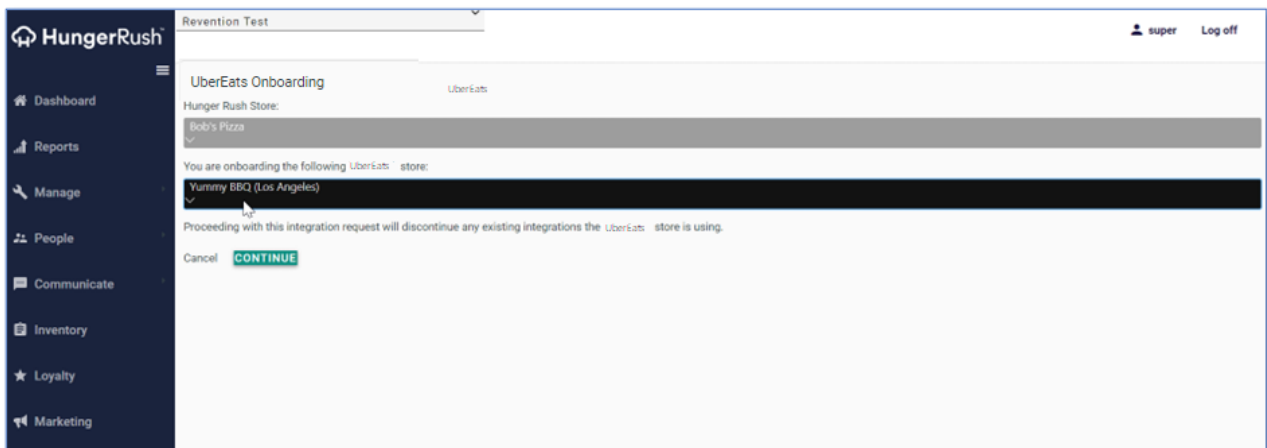 Revention Test
HungerRush
super Log off
Dashboard
Reports
Manage
People
Communicate
Inventory
Loyalty
Marketing
UberEats Onboarding
UberEats
Hunger Rush Store:
Bob's Pizza
You are onboarding the following UberEats store:
Yummy BBQ (Los Angeles)
Proceeding with this integration request will discontinue any existing integrations the UberEats store is using.
Cancel CONTINUE